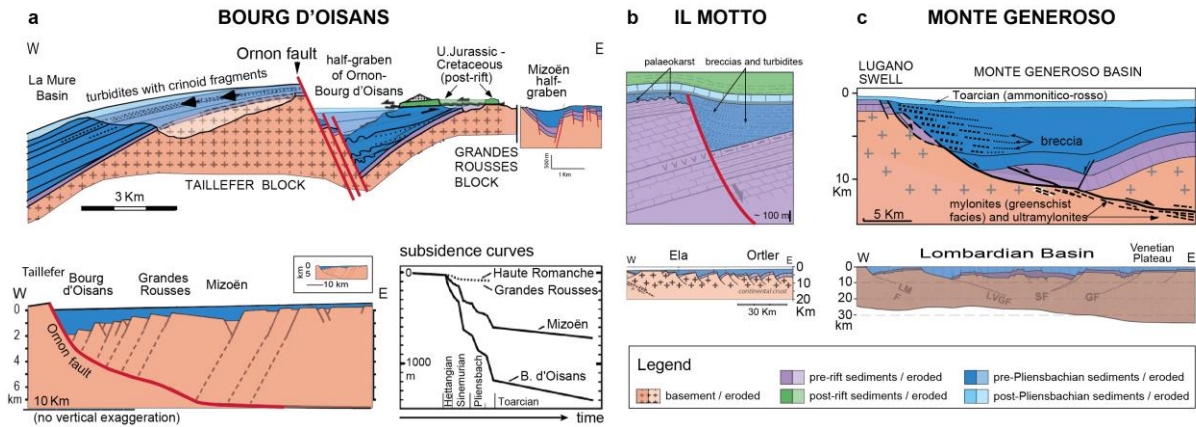 a BOURG D'OISANS
W
E
Ornon fault
La Mure
Basin
turbidites with crinoid fragments
half-graben
of Ornon-
Bourg d'Oisans
U.Jurassic -
Cretaceous
(post-rift)
Mizoën
half-
graben
GRANDES
ROUSSES
BLOCK
TAILLEFER BLOCK
3 Km
500 m
1 Km
Taillefer
Bourg
d'Oisans
Grandes
Rousses
Mizoën
W
E
km
0
5
10 km
0
2
4
6
km
Ornon fault
10 Km
(no vertical exaggeration)
subsidence curves
0
1000
m
Haute Romanche
Grandes Rousses
Mizoën
B. d'Oisans
Hettangian
Sinemurian
Pliensbach
Toarcian
time
b IL MOTTO
palaeokarst
breccias and turbidites
~ 100 m
W
Ela
Ortler
E
continental crust
0
10
20
Km
30 Km
c MONTE GENEROSO
LUGANO
SWELL
MONTE GENEROSO BASIN
Toarcian (ammonitico-rosso)
0
5
10
Km
breccia
mylonites (greenschist
facies) and ultramylonites
5 Km
Lombardian Basin
Venetian
Plateau
W
E
0
10
20
30
km
LM
F
LVGF
SF
GF
Legend
basement / eroded
pre-rift sediments / eroded
post-rift sediments / eroded
pre-Pliensbachian sediments / eroded
post-Pliensbachian sediments / eroded